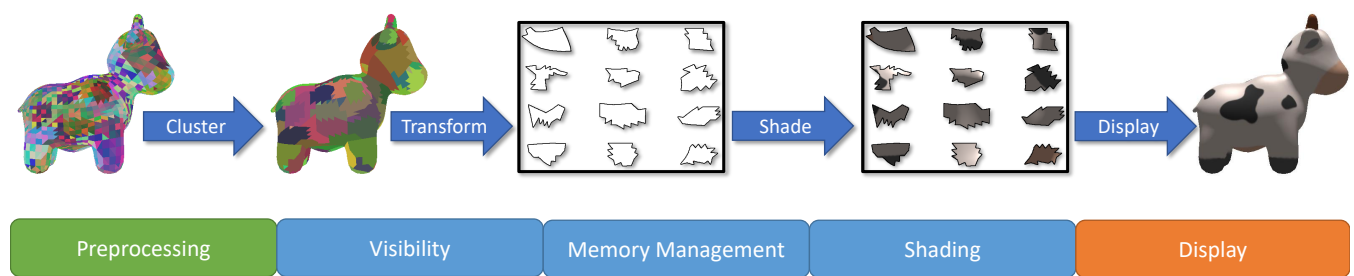 Cluster
Transform
Shade
Display
Preprocessing
Visibility
Memory Management
Shading
Display